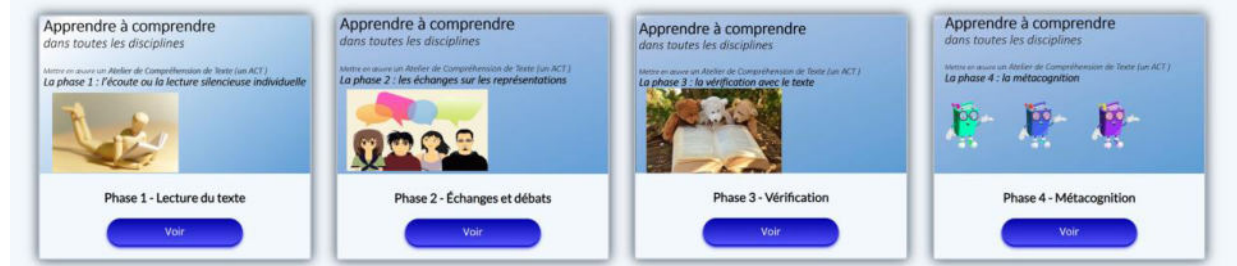 Apprendre à comprendre
dans toutes les disciplines
Mettre en œuvre un Atelier de Compréhension de Texte (un ACT )
La phase 1 : l'écoute ou la lecture silencieuse individuelle
Phase 1 - Lecture du texte
Voir
Apprendre à comprendre
dans toutes les disciplines
Mettre en œuvre un Atelier de Compréhension de Texte (un ACT )
La phase 2 : les échanges sur les représentations
Phase 2 - Échanges et débats
Voir
Apprendre à comprendre
dans toutes les disciplines
Mettre en œuvre un Atelier de Compréhension de Texte (un ACT )
La phase 3 : la vérification avec le texte
Phase 3 - Vérification
Voir
Apprendre à comprendre
dans toutes les disciplines
Mettre en œuvre un Atelier de Compréhension de Texte (un ACT )
La phase 4 : la métacognition
Phase 4 - Métacognition
Voir